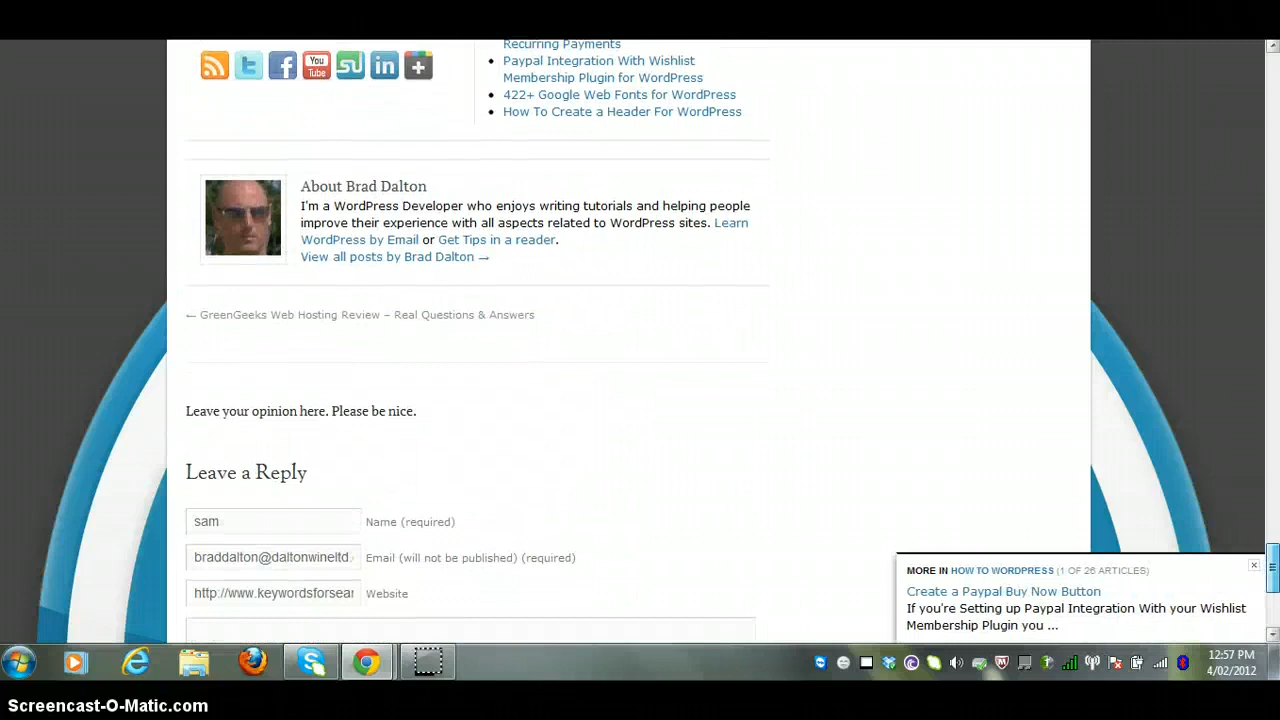 Recurring Payments
Paypal Integration With Wishlist
Membership Plugin for WordPress
422+ Google Web Fonts for WordPress
How To Create a Header For WordPress
You
Tube
in
+
About Brad Dalton
I'm a WordPress Developer who enjoys writing tutorials and helping people
improve their experience with all aspects related to WordPress sites. Learn
WordPress by Email or Get Tips in a reader.
View all posts by Brad Dalton →
← GreenGeeks Web Hosting Review – Real Questions & Answers
Leave your opinion here. Please be nice.
Leave a Reply
sam Name (required)
braddalton@daltonwineltd. Email (will not be published) (required)
http://www.keywordsforsear Website
MORE IN HOW TO WORDPRESS (1 OF 26 ARTICLES)
Create a Paypal Buy Now Button
If you're Setting up Paypal Integration With your Wishlist
Membership Plugin you ...
12:57 PM
4/02/2012
Screencast-O-Matic.com